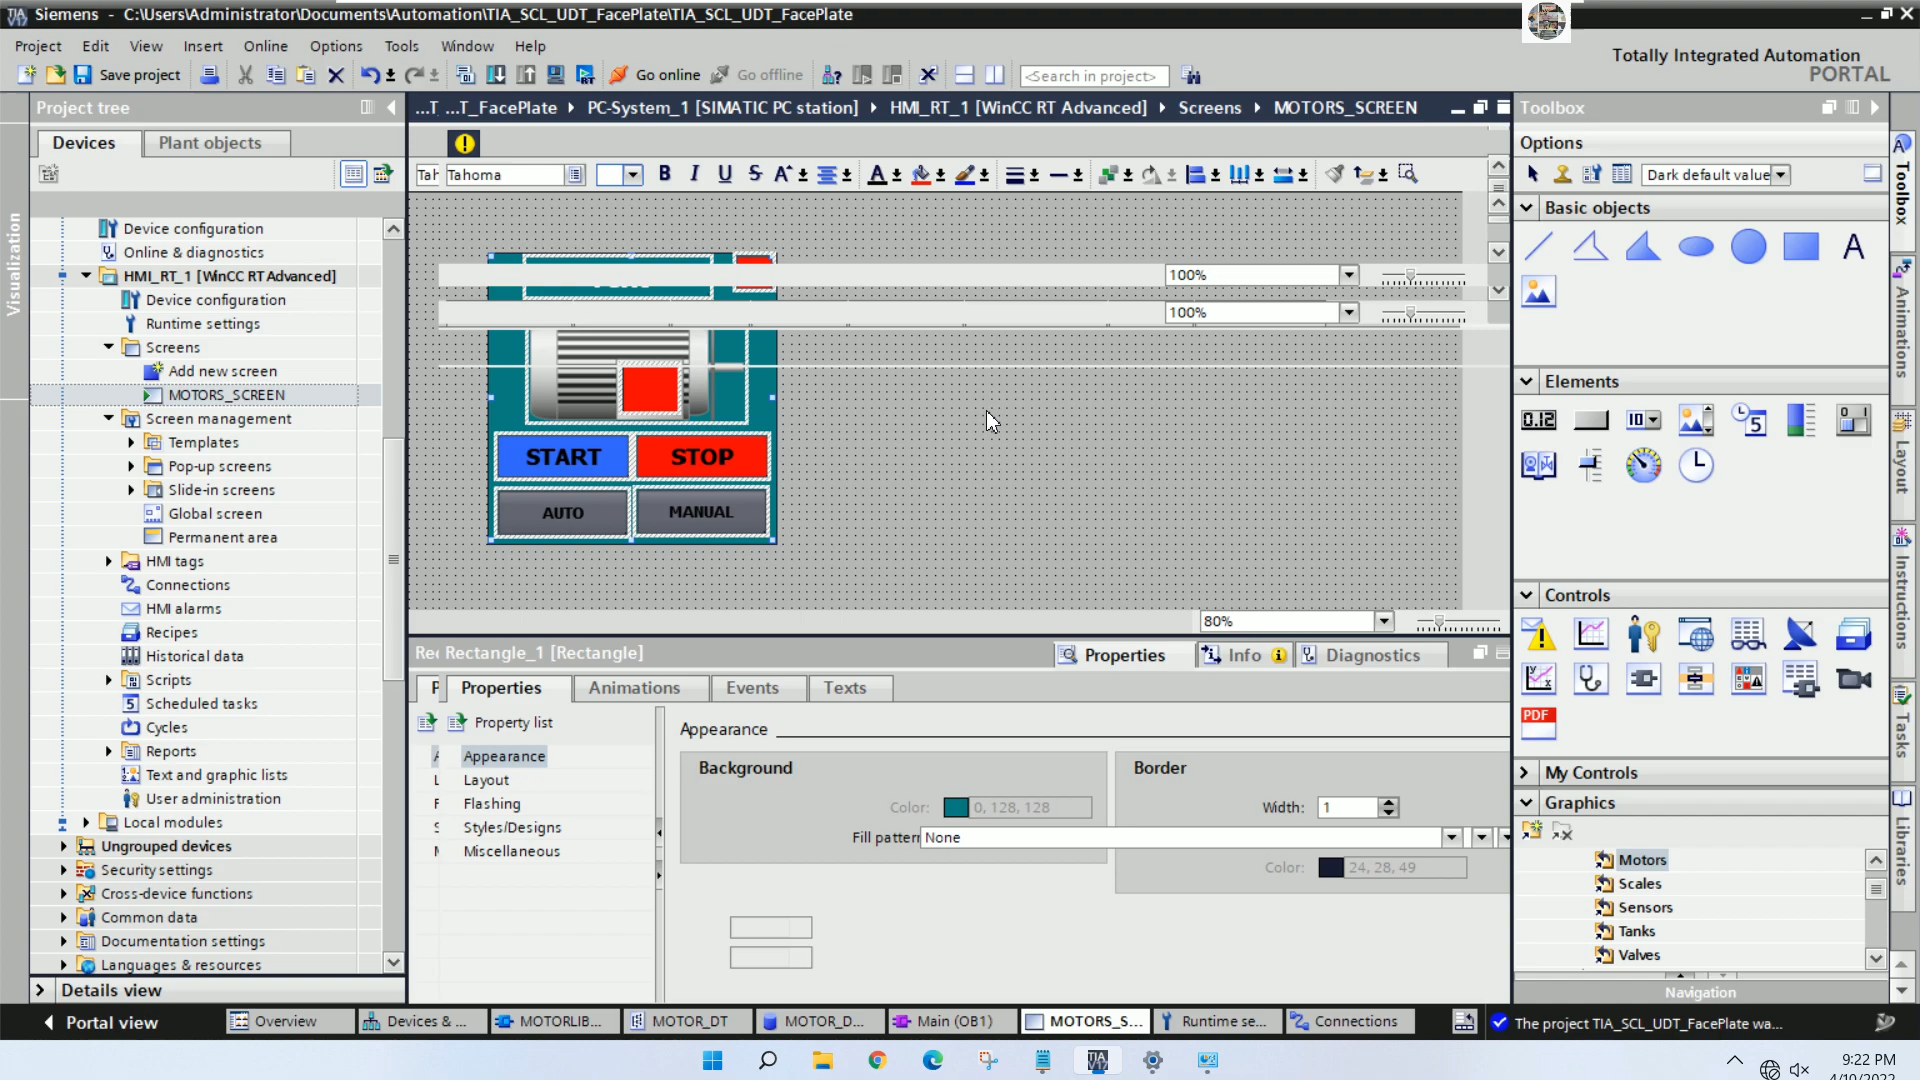 Siemens - C:\Users\Administrator\Documents\Automation\TIA_SCL_UDT_FacePlate\TIA_SCL_UDT_FacePlate
Project Edit View Insert Online Options Tools Window Help
Totally Integrated Automation
PORTAL
Save project
Go online
Go offline
<Search in project>
Project tree
...T ...T_FacePlate PC-System_1 [SIMATIC PC station] HMI_RT_1 [WinCC RT Advanced] Screens MOTORS_SCREEN
Toolbox
Devices
Plant objects
Options
Tahoma
B I U S
Dark default value
Basic objects
Visualization
Device configuration
Online & diagnostics
HMI_RT_1 [WinCC RT Advanced]
Device configuration
Runtime settings
Screens
Add new screen
MOTORS_SCREEN
Screen management
Templates
Pop-up screens
Slide-in screens
Global screen
Permanent area
HMI tags
Connections
HMI alarms
Recipes
Historical data
Scripts
Scheduled tasks
Cycles
Reports
Text and graphic lists
User administration
Local modules
Ungrouped devices
Security settings
Cross-device functions
Common data
Documentation settings
Languages & resources
Details view
100%
100%
START
STOP
AUTO
MANUAL
80%
Rectangle_1 [Rectangle]
Properties
Info
Diagnostics
Properties
Animations
Events
Texts
Property list
Appearance
Layout
Flashing
Styles/Designs
Miscellaneous
Appearance
Background
Color: 0, 128, 128
Fill pattern None
Border
Width: 1
Color: 24, 28, 49
Elements
Controls
PDF
My Controls
Graphics
Motors
Scales
Sensors
Tanks
Valves
Navigation
Toolbox
Animations
Layout
Instructions
Tasks
Libraries
Portal view
Overview
Devices & ...
MOTORLIB...
MOTOR_DT
MOTOR_D...
Main (OB1)
MOTORS_S...
Runtime se...
Connections
The project TIA_SCL_UDT_FacePlate wa...
9:22 PM
4/10/2022